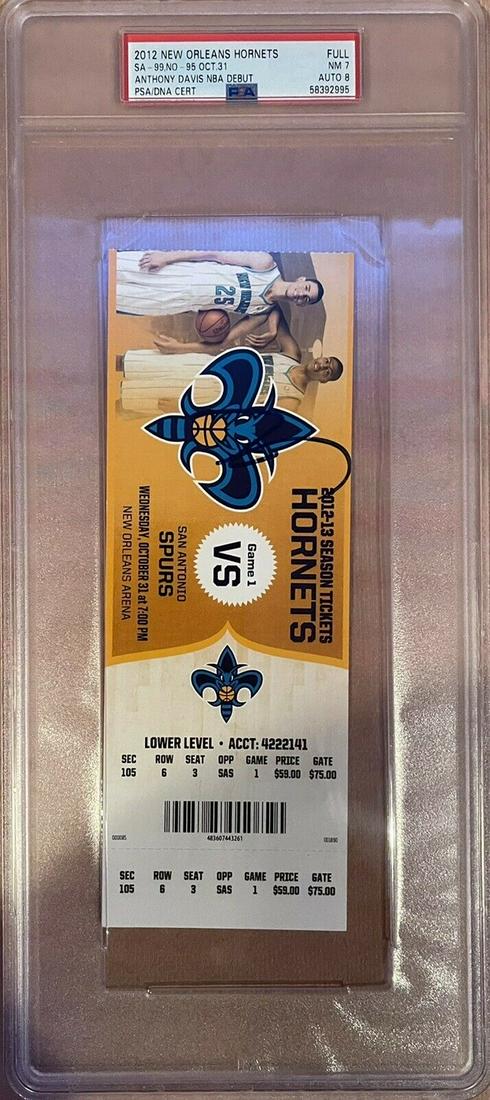 2012 NEW ORLEANS HORNETS FULL
SA-99,NO-95 OCT.31 NM 7
ANTHONY DAVIS NBA DEBUT AUTO 8
PSA/DNA CERT 58392995
25
2012-13 SEASON TICKETS
HORNETS
Game 1
VS
SAN ANTONIO
SPURS
WEDNESDAY, OCTOBER 31 at 7:00 PM
NEW ORLEANS ARENA
LOWER LEVEL • ACCT: 4222141
SEC ROW SEAT OPP GAME PRICE GATE
105 6 3 SAS 1 $59.00 $75.00
483607443261
SEC ROW SEAT OPP GAME PRICE GATE
105 6 3 SAS 1 $59.00 $75.00